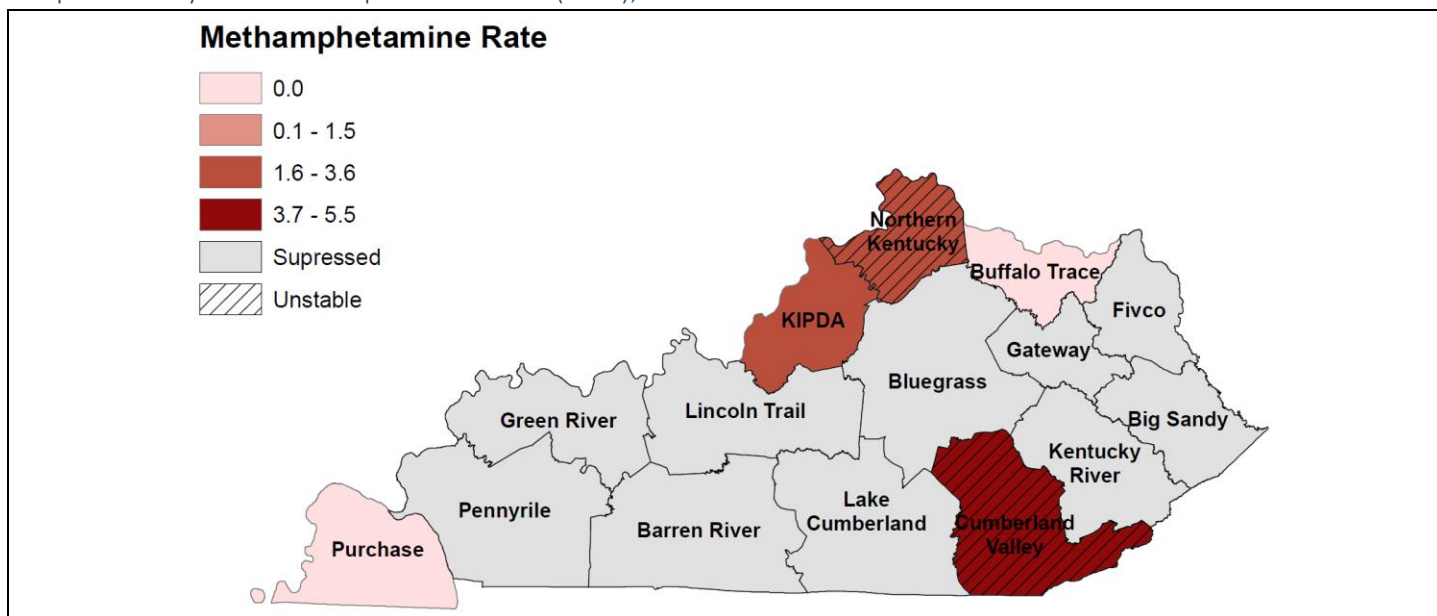 Methamphetamine Rate
0.0
0.1 - 1.5
1.6 - 3.6
3.7 - 5.5
Supressed
Unstable
Northern
Kentucky
Buffalo Trace
Fivco
KIPDA
Gateway
Bluegrass
Lincoln Trail
Green River
Big Sandy
Kentucky
River
Lake
Cumberland
Pennyrile
Barren River
Cumberland
Valley
Purchase